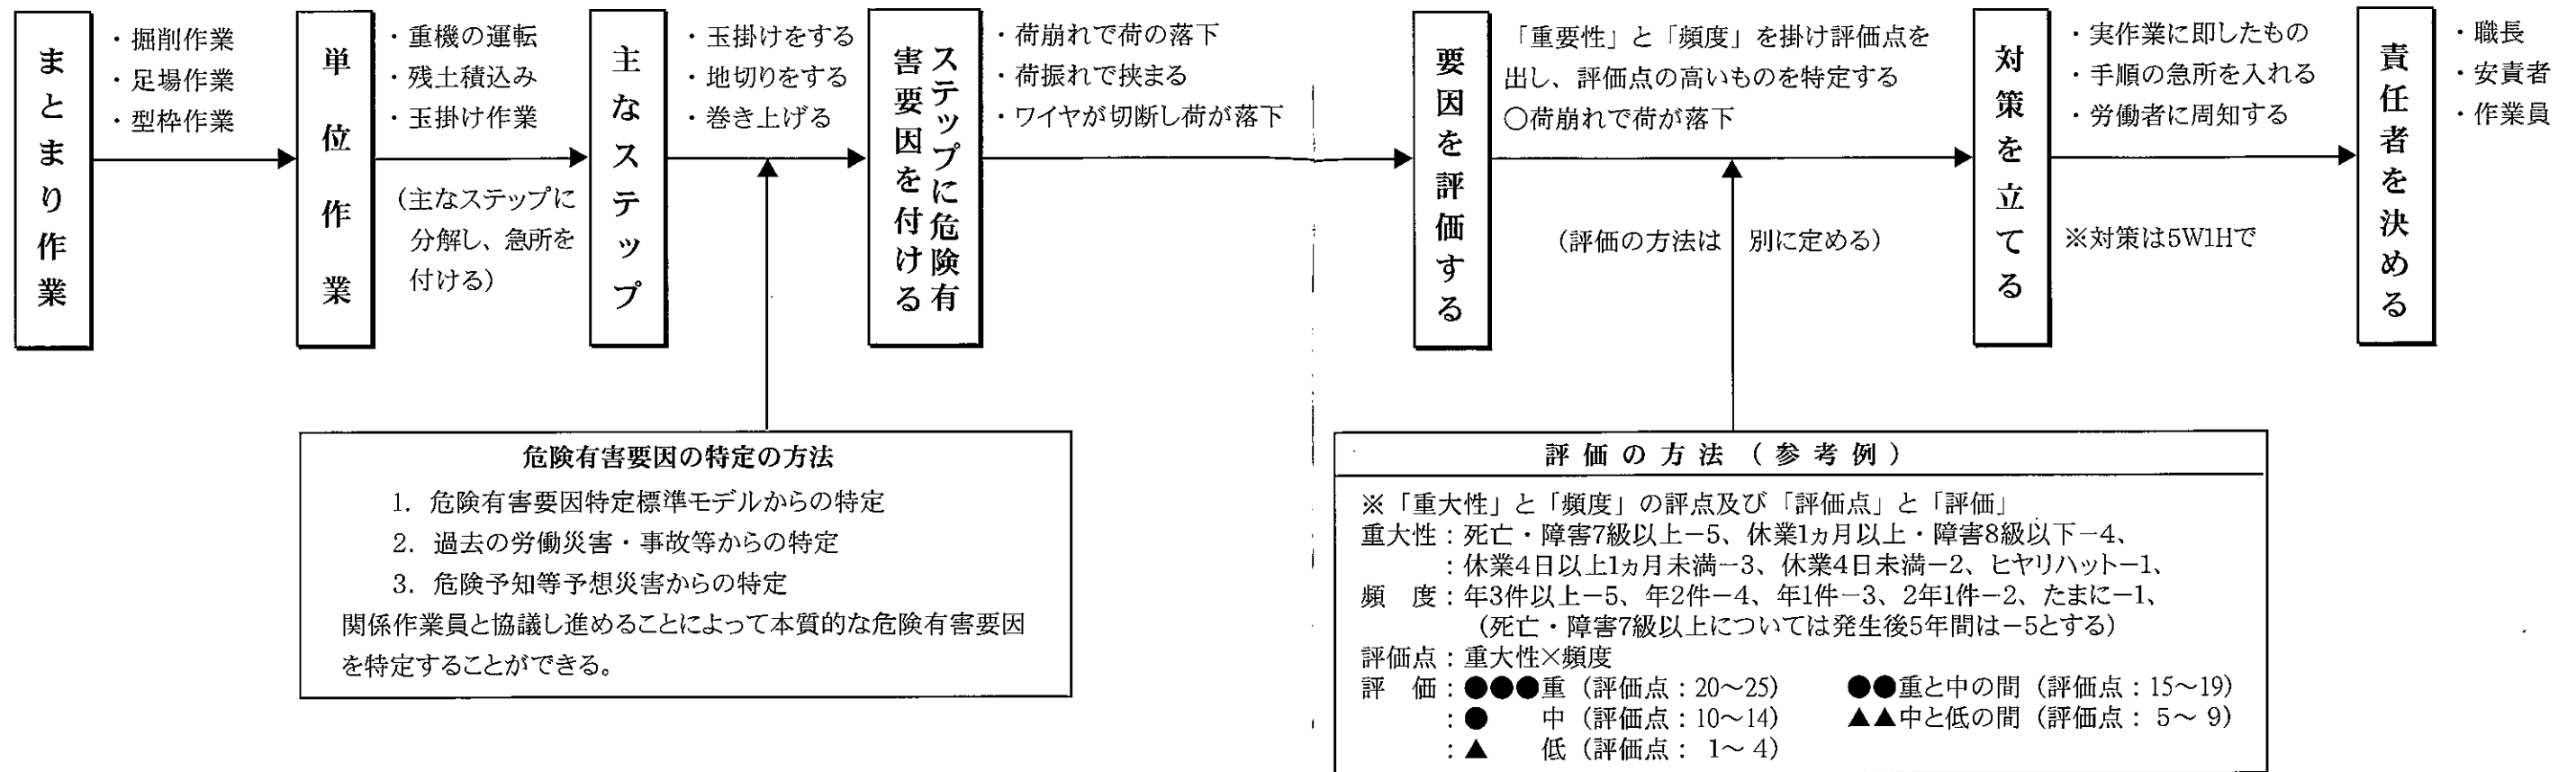 まとまり作業
・掘削作業
・足場作業
・型枠作業
単位作業
・重機の運転
・残土積込み
・玉掛け作業
(主なステップに
分解し、急所を
付ける)
主なステップ
・玉掛けをする
・地切りをする
・巻き上げる
ステップに危険有
害要因を付ける
・荷崩れで荷の落下
・荷振れで挟まる
・ワイヤが切断し荷が落下
要因を評価する
「重要性」と「頻度」を掛け評価点を
出し、評価点の高いものを特定する
○荷崩れで荷が落下
(評価の方法は 別に定める)
対策を立てる
・実作業に即したもの
・手順の急所を入れる
・労働者に周知する
※対策は5W1Hで
責任者を決める
・職長
・安責者
・作業員
危険有害要因の特定の方法
1. 危険有害要因特定標準モデルからの特定
2. 過去の労働災害・事故等からの特定
3. 危険予知等予想災害からの特定
関係作業員と協議し進めることによって本質的な危険有害要因
を特定することができる。
評価の方法(参考例)
※「重大性」と「頻度」の評点及び「評価点」と「評価」
重大性:死亡・障害7級以上−5、休業1ヵ月以上・障害8級以下−4、
:休業4日以上1ヵ月未満−3、休業4日未満−2、ヒヤリハット−1、
頻 度:年3件以上−5、年2件−4、年1件−3、2年1件−2、たまに−1、
(死亡・障害7級以上については発生後5年間は−5とする)
評価点:重大性×頻度
評 価:●●●重(評価点:20〜25) ●●重と中の間(評価点:15〜19)
:● 中(評価点:10〜14) ▲▲中と低の間(評価点: 5〜 9)
:▲ 低(評価点: 1〜 4)